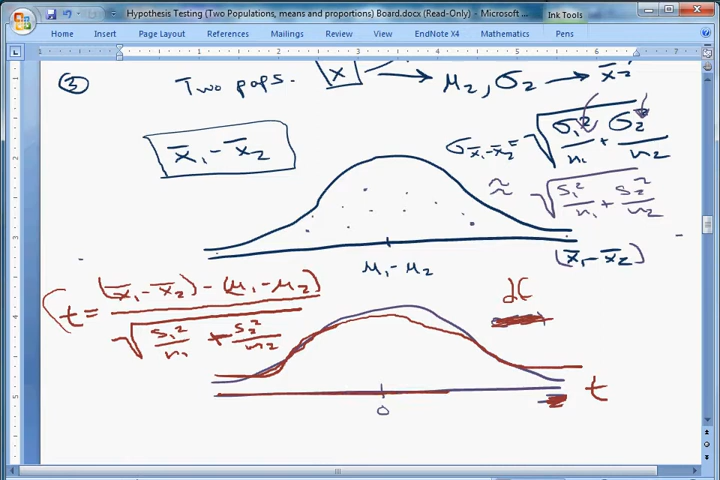 Hypothesis Testing (Two Populations, means and proportions) Board.docx (Read-Only) - Microsoft ...
Ink Tools
Home Insert Page Layout References Mailings Review View EndNote X4 Mathematics Pens
③ Two pops. X → μ₂, σ₂ → x̄₂
x̄₁ - x̄₂
σx̄₁-x̄₂ = √(σ₁²/n₁ + σ₂²/n₂)
≈ √(s₁²/n₁ + s₂²/n₂)
μ₁ - μ₂
(x̄₁ - x̄₂)
t = ((x̄₁ - x̄₂) - (μ₁ - μ₂)) / √(s₁²/n₁ + s₂²/n₂)
df
t
0